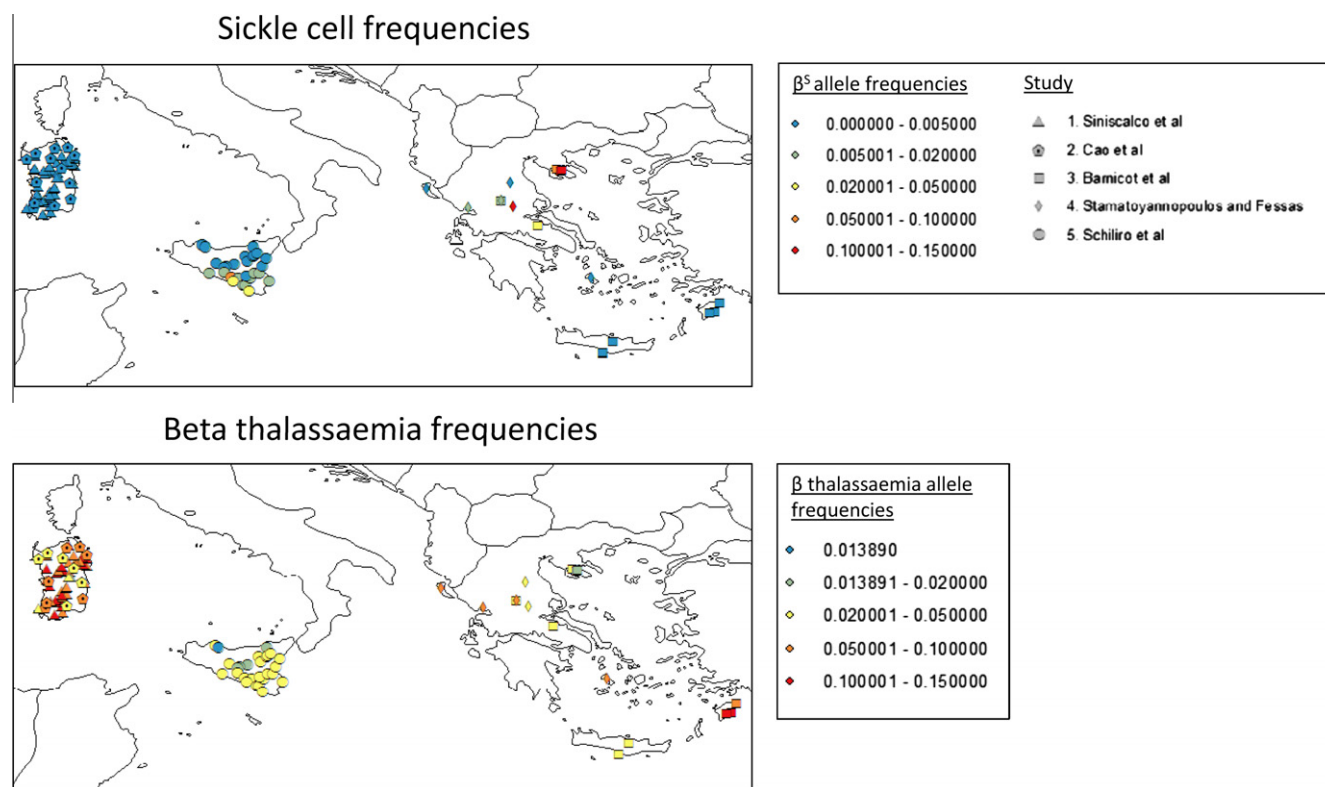 Sickle cell frequencies
βS allele frequencies
0.000000 - 0.005000
0.005001 - 0.020000
0.020001 - 0.050000
0.050001 - 0.100000
0.100001 - 0.150000
Study
1. Siniscalco et al
2. Cao et al
3. Barnicot et al
4. Stamatoyannopoulos and Fessas
5. Schiliro et al
Beta thalassaemia frequencies
β thalassaemia allele
frequencies
0.013890
0.013891 - 0.020000
0.020001 - 0.050000
0.050001 - 0.100000
0.100001 - 0.150000